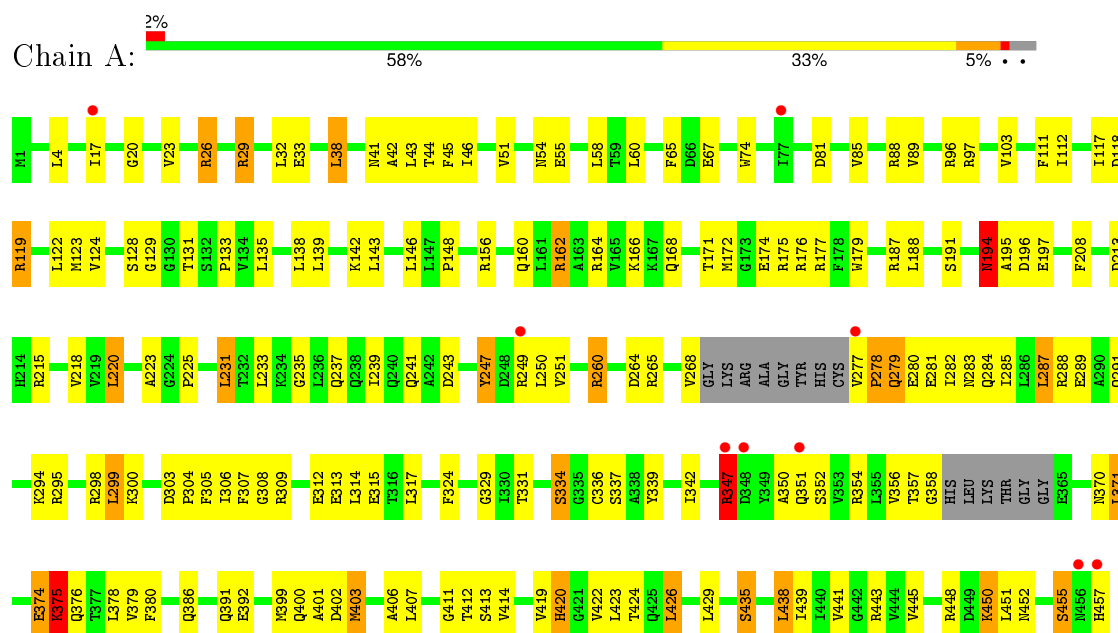 2%
Chain A:
58% 33% 5% • •
M1 L4 I17 G20 V23 R26 R29 L32 E33 L38 N41 A42 L43 T44 F45 I46 V51 N54 E55 L58 T59 L60 F65 D66 E67 W74 I77 D81 V85 R88 V89 R96 R97 V103 F111 I112 I117
R119 L122 M123 V124 S128 G129 G130 T131 S132 P133 V134 L135 L138 L139 K142 L143 L146 L147 P148 R156 Q160 L161 R162 A163 R164 V165 K166 K167 Q168 T171 M172 G173 E174 R175 R176 R177 F178 W179 R187 L188 S191 N194 A195 D196 E197 F208 D213
H214 R215 V218 V219 L220 A223 G224 P225 L231 T232 L233 K234 G235 L236 Q237 Q238 I239 Q240 Q241 A242 D243 Y247 D248 R249 L250 V251 R260 D264 R265 V268 GLY LYS ARG ALA GLY TYR HIS CYS V277 P278 Q279 E280 E281 I282 N283 Q284 I285 L286 L287 R288 E289 A290
K294 R295 R298 L299 K300 D303 P304 F305 I306 F307 G308 R309 E312 E313 L314 E315 T316 L317 F324 G329 I330 T331 S334 G335 C336 S337 A338 Y339 I342 R347 D348 Y349 A350 Q351 S352 V353 R354 L355 V356 T357 G358 HIS LEU LYS THR GLY GLY E365 N370
E374 K375 Q376 T377 L378 V379 F380 Q386 Q391 E392 M399 Q400 A401 D402 M403 A406 L407 G411 T412 S413 V414 V419 H420 G421 V422 L423 T424 Q425 L426 L429 S435 L438 I439 I440 V441 G442 R443 V444 V445 R448 D449 K450 L451 N452 S455 N456 H457